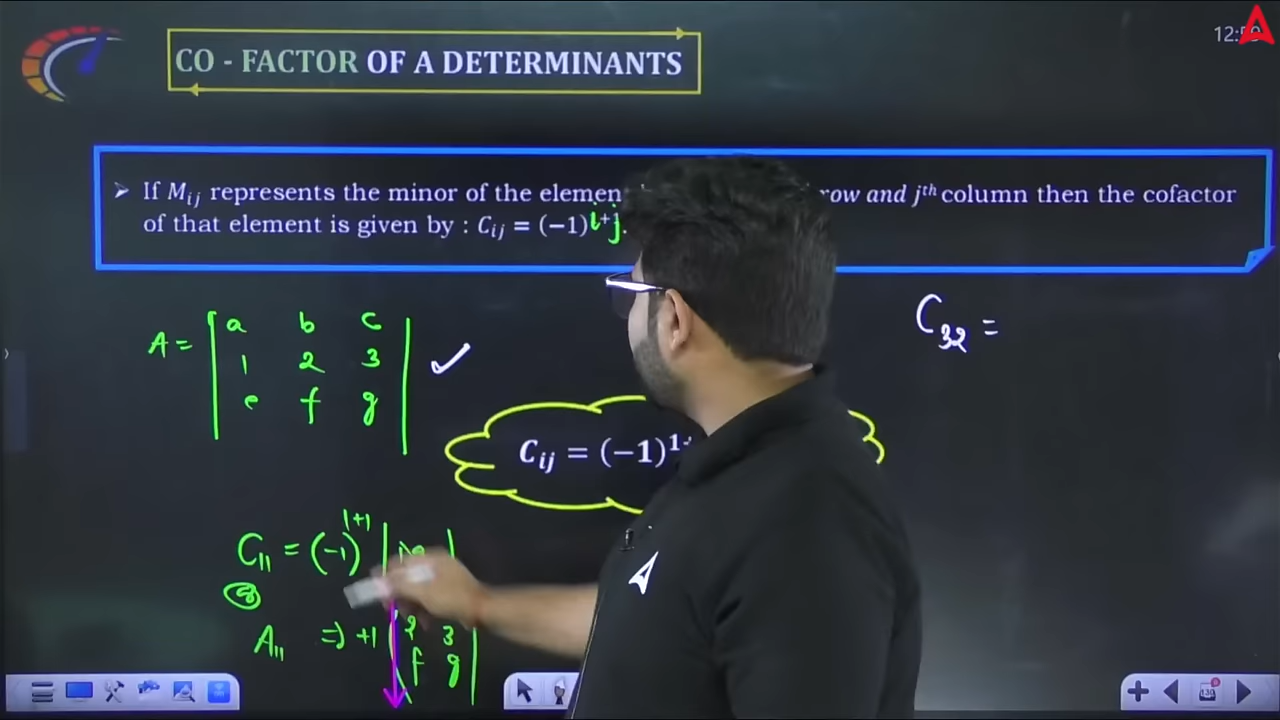 CO - FACTOR OF A DETERMINANTS
12:5
➤ If Mij represents the minor of the elemen row and jth column then the cofactor
of that element is given by : Cij = (−1)^i+j.
A = | a b c |
| 1 2 3 |
| e f g |
✓
C32 =
Cij = (−1)^1+
C11 = (−1)^1+1
A11 ⇒ +1 | 2 3 |
| f g |
130